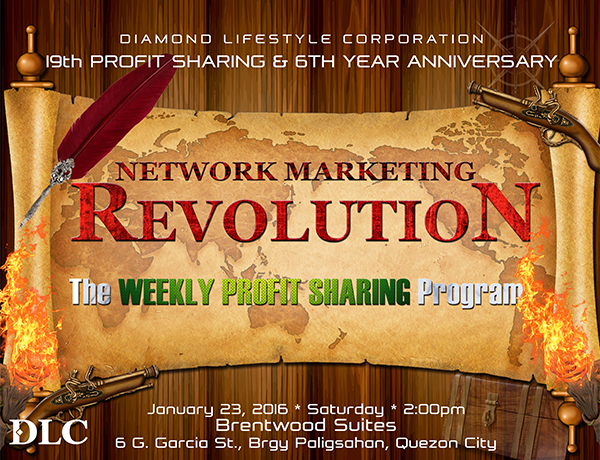 DIAMOND LIFESTYLE CORPORATION
19th PROFIT SHARING & 6TH YEAR ANNIVERSARY
NETWORK MARKETING
REVOLUTION
The WEEKLY PROFIT SHARING Program
January 23, 2016 * Saturday * 2:00pm
Brentwood Suites
6 G. Garcia St., Brgy Paligsahan, Quezon City
DLC